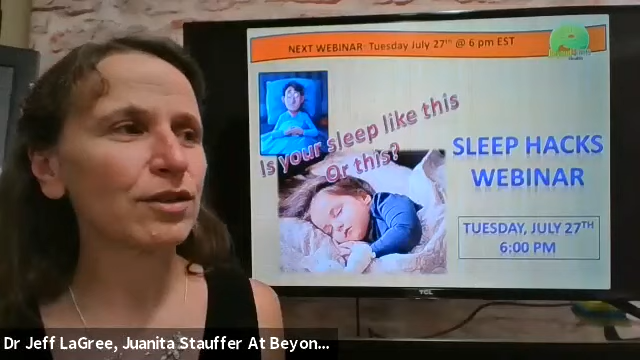 NEXT WEBINAR: Tuesday July 27TH @ 6 pm EST
Is your sleep like this
Or this?
SLEEP HACKS
WEBINAR
TUESDAY, JULY 27TH
6:00 PM
TCL
Dr Jeff LaGree, Juanita Stauffer At Beyon...